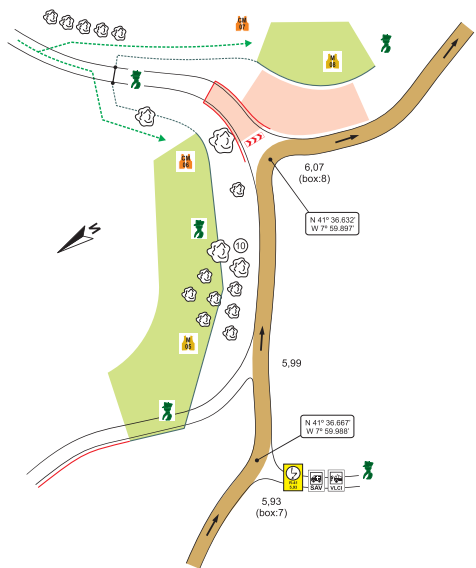 CM
07
M
08
6,07
(box:8)
CM
06
N 41º 36.632'
W 7º 59.897'
S
10
M
05
5,99
N 41º 36.667'
W 7º 59.988'
5,93
(box:7)
SAV
VLCI